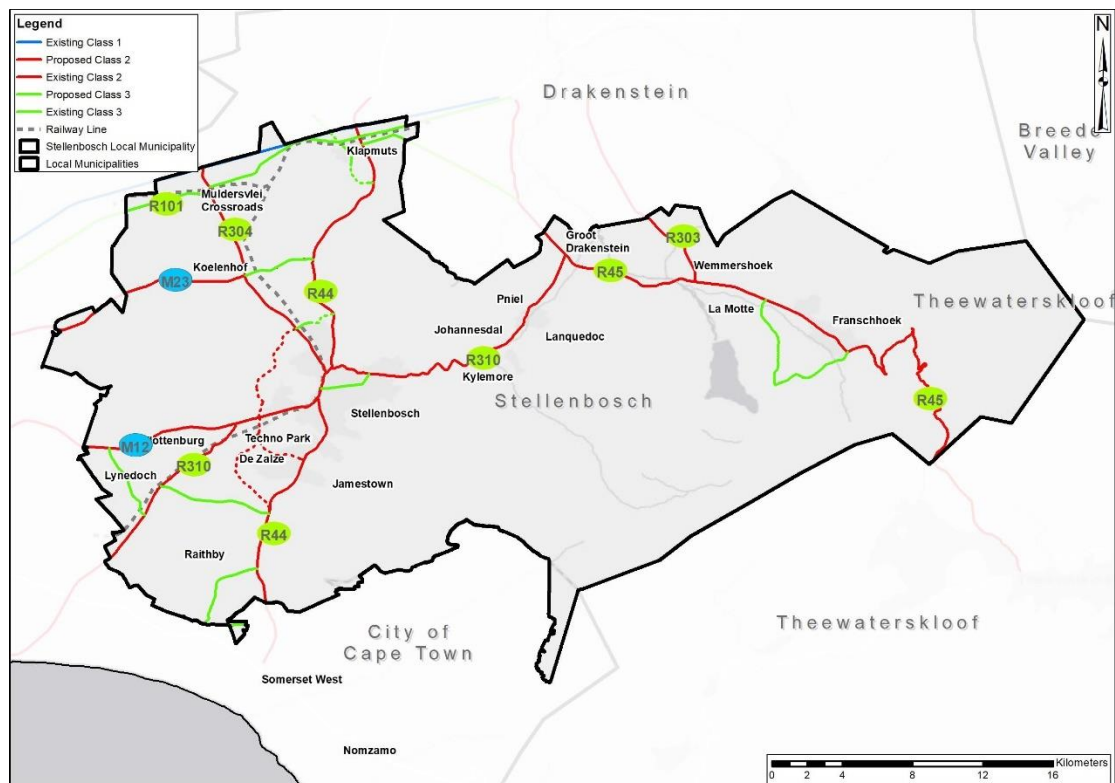 Legend
Existing Class 1
Proposed Class 2
Existing Class 2
Proposed Class 3
Existing Class 3
Railway Line
Stellenbosch Local Municipality
Local Municipalities
N
Drakenstein
Breede
Valley
Klapmuts
R101
Muldersvlei
Crossroads
R304
Groot
Drakenstein
R303
Koelenhof
M23
R45
Wemmershoek
R44
Pniel
La Motte
Franschhoek
Theewaterskloof
Johannesdal
Lanquedoc
R310
Kylemore
Stellenbosch
R45
Stellenbosch
M12
lottenburg
Techno Park
De Zalze
R310
Lynedoch
Jamestown
R44
Raithby
City of
Cape Town
Theewaterskloof
Somerset West
Nomzamo
Kilometers
0 2 4 8 12 16